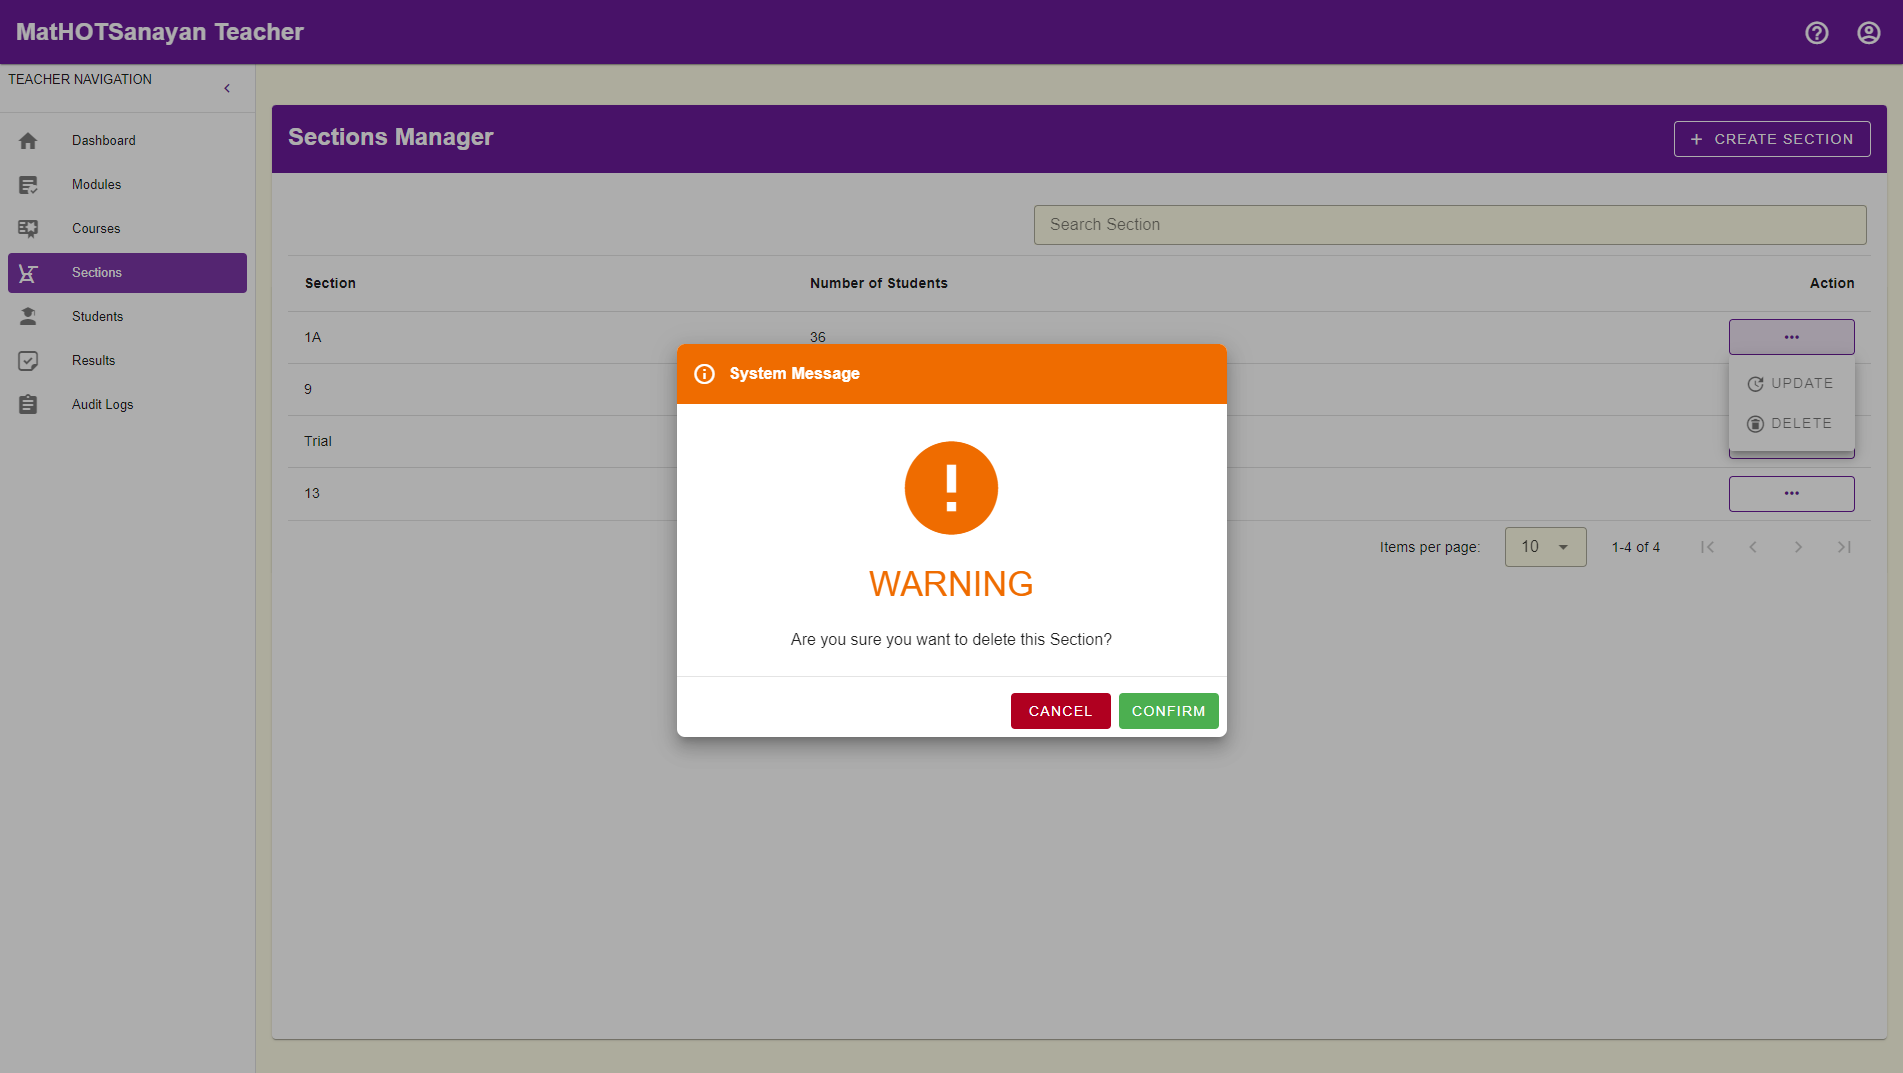 MatHOTSanayan Teacher
TEACHER NAVIGATION
Dashboard
Modules
Courses
Sections
Students
Results
Audit Logs
Sections Manager
+ CREATE SECTION
Search Section
Section Number of Students Action
1A 36 ...
9
Trial
13 ...
UPDATE
DELETE
Items per page: 10 1-4 of 4
System Message
WARNING
Are you sure you want to delete this Section?
CANCEL CONFIRM